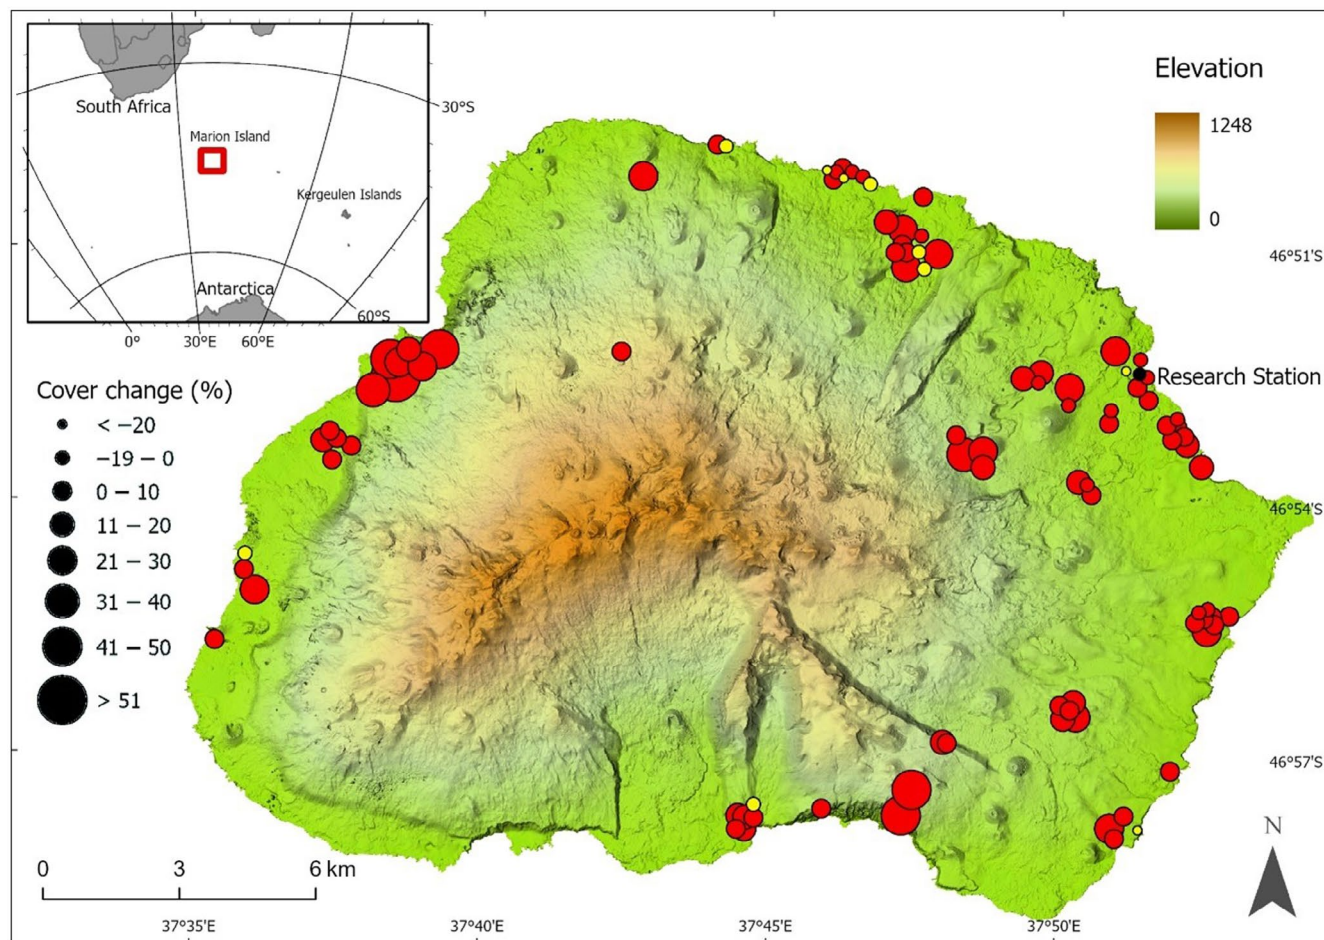 South Africa
30°S
Marion Island
Kergeulen Islands
Antarctica
60°S
0°
30°E
60°E
Elevation
1248
0
46°51'S
Research Station
Cover change (%)
< −20
−19 – 0
0 – 10
11 – 20
21 – 30
31 – 40
41 – 50
> 51
46°54'S
46°57'S
N
0
3
6 km
37°35'E
37°40'E
37°45'E
37°50'E